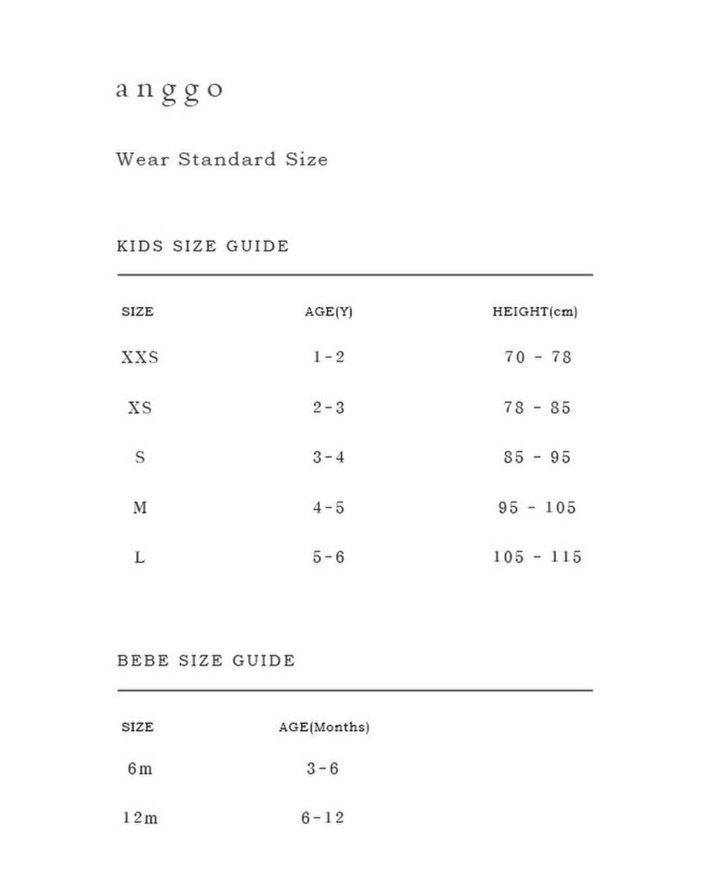 anggo
Wear Standard Size
KIDS SIZE GUIDE
SIZE AGE(Y) HEIGHT(cm)
XXS 1-2 70 - 78
XS 2-3 78 - 85
S 3-4 85 - 95
M 4-5 95 - 105
L 5-6 105 - 115
BEBE SIZE GUIDE
SIZE AGE(Months)
6m 3-6
12m 6-12